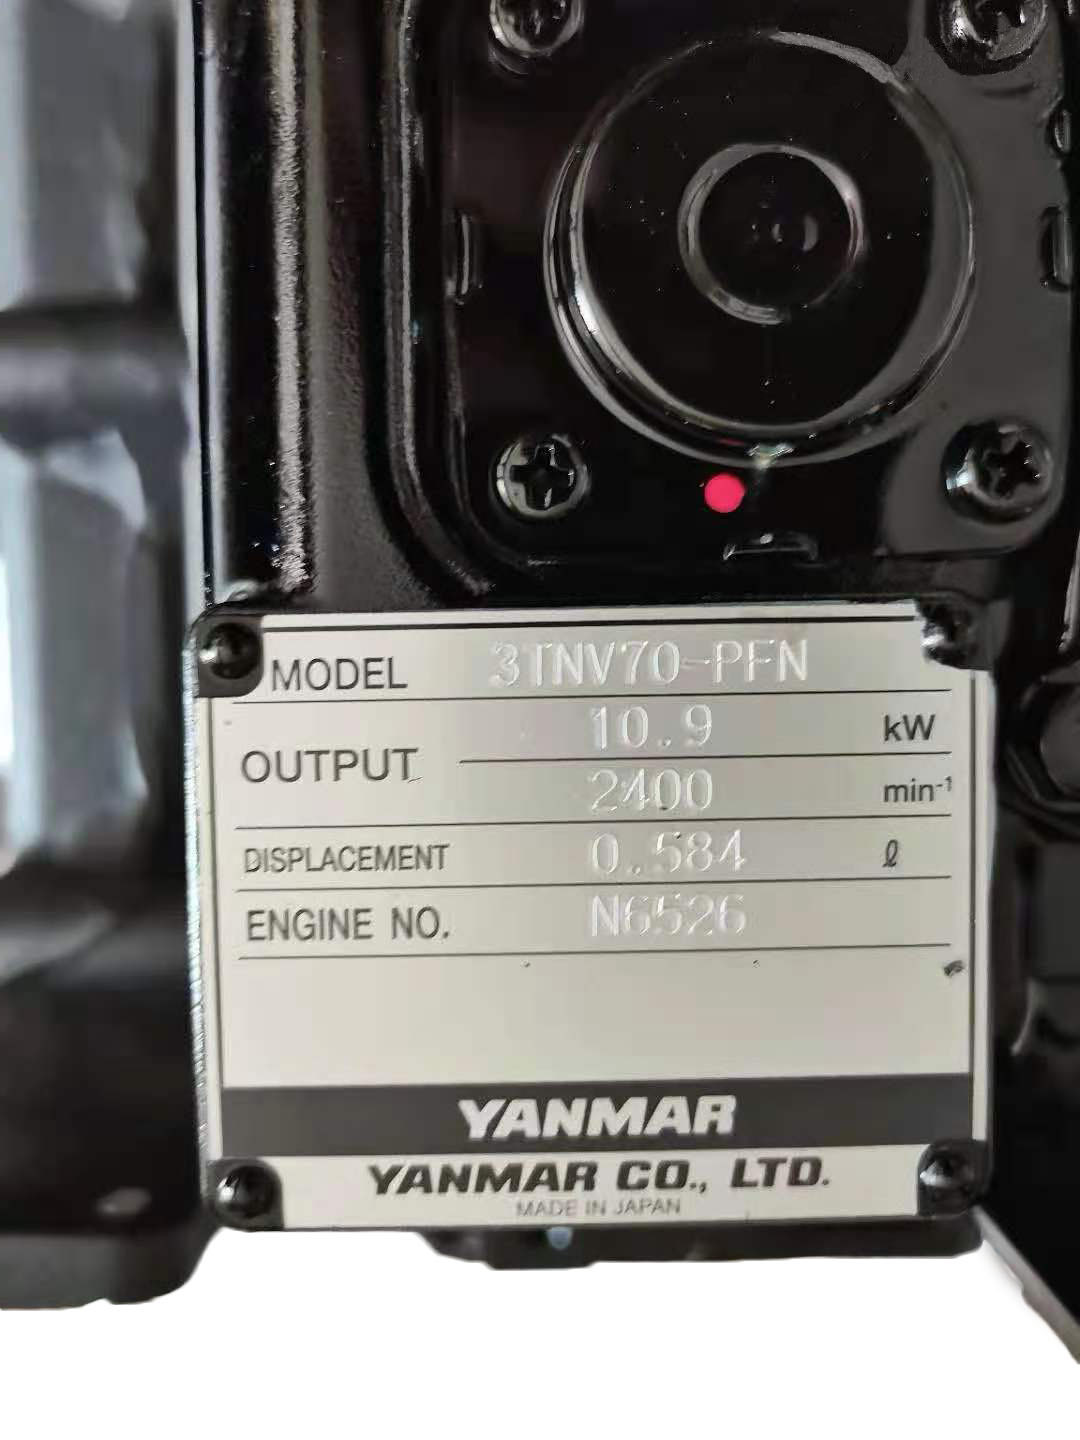 MODEL 3TNV70-PFN
OUTPUT 10.9 kW
2400 min-1
DISPLACEMENT 0.584 ℓ
ENGINE NO. N6526
YANMAR
YANMAR CO., LTD.
MADE IN JAPAN